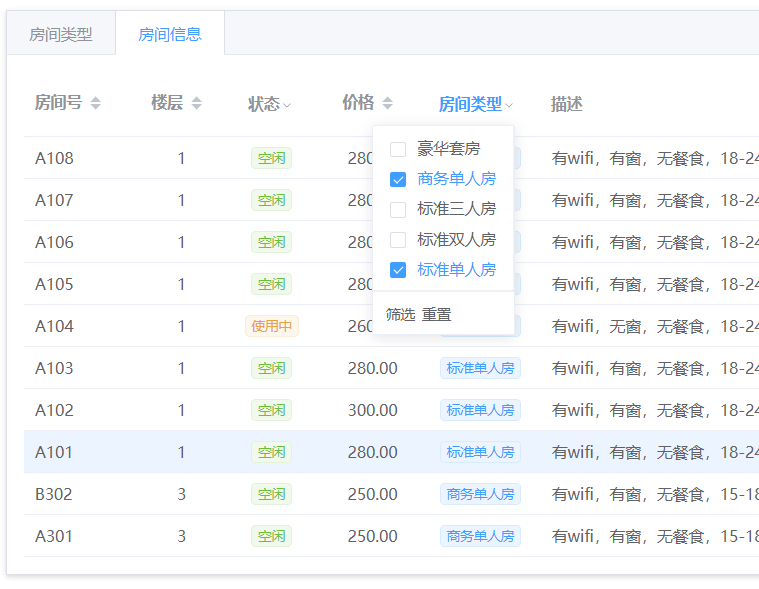 房间类型 房间信息
房间号 楼层 状态 价格 房间类型 描述
豪华套房
商务单人房
标准三人房
标准双人房
标准单人房
筛选 重置
A108 1 空闲 280 有wifi，有窗，无餐食，18-24
A107 1 空闲 280 有wifi，有窗，无餐食，18-24
A106 1 空闲 280 有wifi，有窗，无餐食，18-24
A105 1 空闲 280 有wifi，有窗，无餐食，18-24
A104 1 使用中 260 有wifi，无窗，无餐食，18-24
A103 1 空闲 280.00 标准单人房 有wifi，有窗，无餐食，18-24
A102 1 空闲 300.00 标准单人房 有wifi，有窗，无餐食，18-24
A101 1 空闲 280.00 标准单人房 有wifi，有窗，无餐食，18-24
B302 3 空闲 250.00 商务单人房 有wifi，有窗，无餐食，15-18
A301 3 空闲 250.00 商务单人房 有wifi，有窗，无餐食，15-18